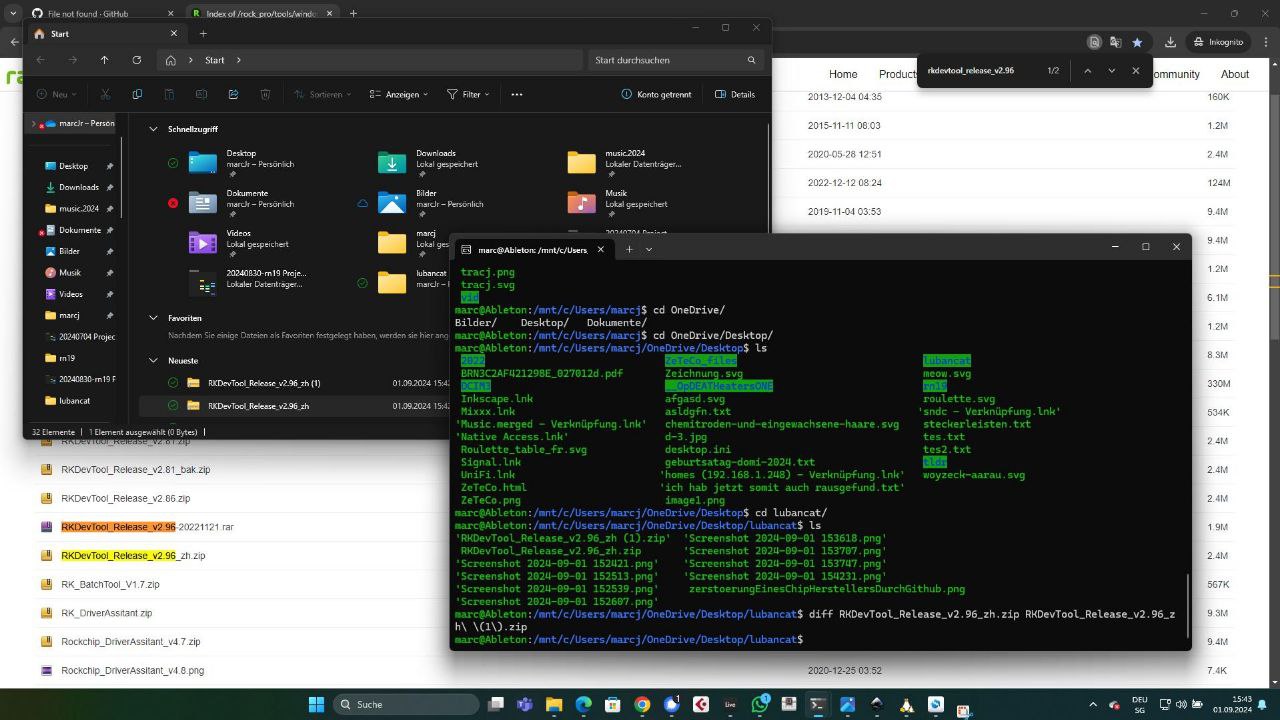 File not found · GitHub
Index of /rock_pro/tools/windo
Inkognito
Start
rkdevtool_release_v2.96 1/2
Start
Start durchsuchen
Home
ommunity
About
Neu
Sortieren
Anzeigen
Filter
Konto getrennt
Details
2013-12-04 04:35 160K
2015-11-11 08:03 1.2M
2020-05-28 12:51 2.4M
2022-12-12 08:24 124M
2019-11-04 03:53 9.4M
9.4M
1.2M
6.1M
8.3M
330M
534K
marcJr – Persön
Desktop
Downloads
music.2024
Dokumente
Bilder
Musik
Videos
marcj
20240704 Projec
rn19
20240830-rn19 P
lubancat
Schnellzugriff
Desktop
marcJr – Persönlich
Downloads
Lokal gespeichert
music.2024
Lokaler Datenträger...
Dokumente
marcJr – Persönlich
Bilder
marcJr – Persönlich
Musik
Lokal gespeichert
Videos
Lokal gespeichert
marcj
Lokal ges
20240704 Project
20240830-rn19 Proje...
Lokaler Datenträger...
lubancat
marcJr –
Favoriten
Nachdem Sie einige Dateien als Favoriten festgelegt haben, werden sie hier ang
Neueste
RKDevTool_Release_v2.96_zh (1) 01.09.2024 15:42
RKDevTool_Release_v2.96_zh 01.09.2024 15:42
32 Elemente
1 Element ausgewählt (0 Bytes)
marc@Ableton: /mnt/c/Users,
tracj.png
tracj.svg
vid
marc@Ableton:/mnt/c/Users/marcj$ cd OneDrive/
Bilder/ Desktop/ Dokumente/
marc@Ableton:/mnt/c/Users/marcj$ cd OneDrive/Desktop/
marc@Ableton:/mnt/c/Users/marcj/OneDrive/Desktop$ ls
2022 ZeTeCo_files lubancat
BRN3C2AF421298E_027012d.pdf Zeichnung.svg meow.svg
DCIM3 __OpDEATHeatersONE rn19
Inkscape.lnk afgasd.svg roulette.svg
Mixxx.lnk asldgfn.txt 'sndc – Verknüpfung.lnk'
'Music.merged – Verknüpfung.lnk' chemitroden-und-eingewachsene-haare.svg steckerleisten.txt
'Native Access.lnk' d-3.jpg tes.txt
Roulette_table_fr.svg desktop.ini tes2.txt
Signal.lnk geburtsatag-domi-2024.txt tldr
UniFi.lnk 'homes (192.168.1.248) – Verknüpfung.lnk' woyzeck-aarau.svg
ZeTeCo.html 'ich hab jetzt somit auch rausgefund.txt'
ZeTeCo.png image1.png
marc@Ableton:/mnt/c/Users/marcj/OneDrive/Desktop$ cd lubancat/
marc@Ableton:/mnt/c/Users/marcj/OneDrive/Desktop/lubancat$ ls
'RKDevTool_Release_v2.96_zh (1).zip' 'Screenshot 2024-09-01 153618.png'
RKDevTool_Release_v2.96_zh.zip 'Screenshot 2024-09-01 153707.png'
'Screenshot 2024-09-01 152421.png' 'Screenshot 2024-09-01 153747.png'
'Screenshot 2024-09-01 152513.png' 'Screenshot 2024-09-01 154231.png'
'Screenshot 2024-09-01 152539.png' zerstoerungEinesChipHerstellersDurchGithub.png
'Screenshot 2024-09-01 152607.png'
marc@Ableton:/mnt/c/Users/marcj/OneDrive/Desktop/lubancat$ diff RKDevTool_Release_v2.96_zh.zip RKDevTool_Release_v2.96_z
h\ \(1\).zip
marc@Ableton:/mnt/c/Users/marcj/OneDrive/Desktop/lubancat$
RKDevTool_Release_v2.81.zip
RKDevTool_Release_v2.81_bak.zip 2.4M
RKDevTool_Release_v2.86.zip 2.4M
RKDevTool_Release_v2.96-20221121.rar 1.9M
RKDevTool_Release_v2.96_zh.zip 2.4M
RK_BatchTool_V1.7.zip 567K
RK_DriverAssitant.zip 9.3M
Rockchip_DriverAssitant_v4.7.zip 9.4M
Rockchip_DriverAssitant_v4.8.png 2020-12-25 03:52 7.4K
Suche
Live
DEU
SG
15:43
01.09.2024